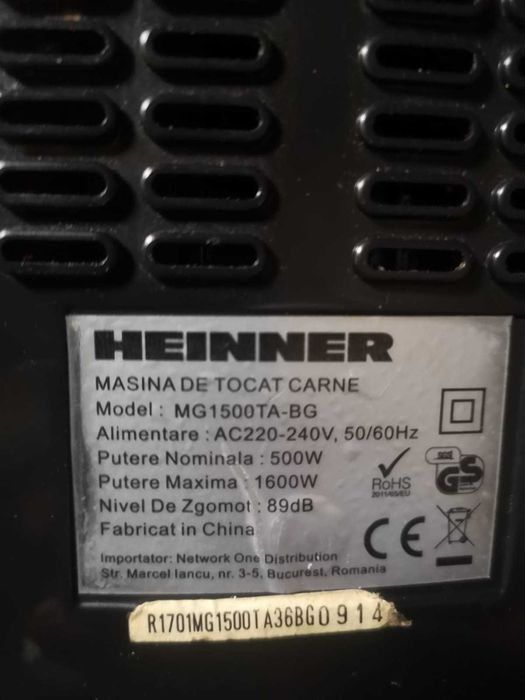 HEINNER
MASINA DE TOCAT CARNE
Model : MG1500TA-BG
Alimentare : AC220-240V, 50/60Hz
Putere Nominala : 500W
Putere Maxima : 1600W
Nivel De Zgomot : 89dB
Fabricat in China
RoHS
2011/65/EU
SGS
GS
CE
Importator: Network One Distribution
Str. Marcel Iancu, nr. 3-5, Bucurest, Romania
R1701MG1500TA36BG0914